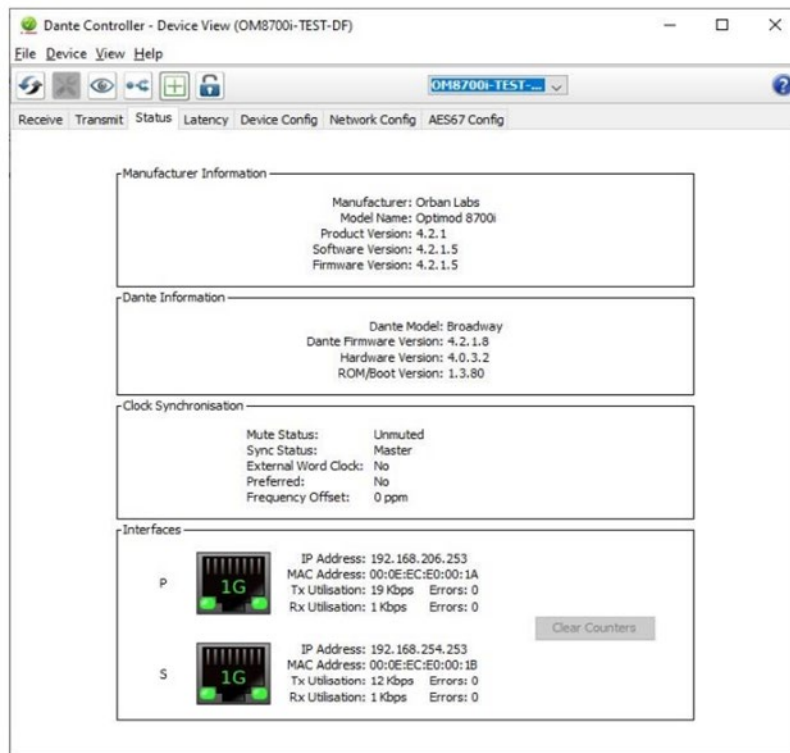 Dante Controller - Device View (OM8700i-TEST-DF)
File Device View Help
OM8700i-TEST-...
Receive Transmit Status Latency Device Config Network Config AES67 Config
Manufacturer Information
Manufacturer: Orban Labs
Model Name: Optimod 8700i
Product Version: 4.2.1
Software Version: 4.2.1.5
Firmware Version: 4.2.1.5
Dante Information
Dante Model: Broadway
Dante Firmware Version: 4.2.1.8
Hardware Version: 4.0.3.2
ROM/Boot Version: 1.3.80
Clock Synchronisation
Mute Status: Unmuted
Sync Status: Master
External Word Clock: No
Preferred: No
Frequency Offset: 0 ppm
Interfaces
P
1G
IP Address: 192.168.206.253
MAC Address: 00:0E:EC:E0:00:1A
Tx Utilisation: 19 Kbps Errors: 0
Rx Utilisation: 1 Kbps Errors: 0
Clear Counters
S
1G
IP Address: 192.168.254.253
MAC Address: 00:0E:EC:E0:00:1B
Tx Utilisation: 12 Kbps Errors: 0
Rx Utilisation: 1 Kbps Errors: 0